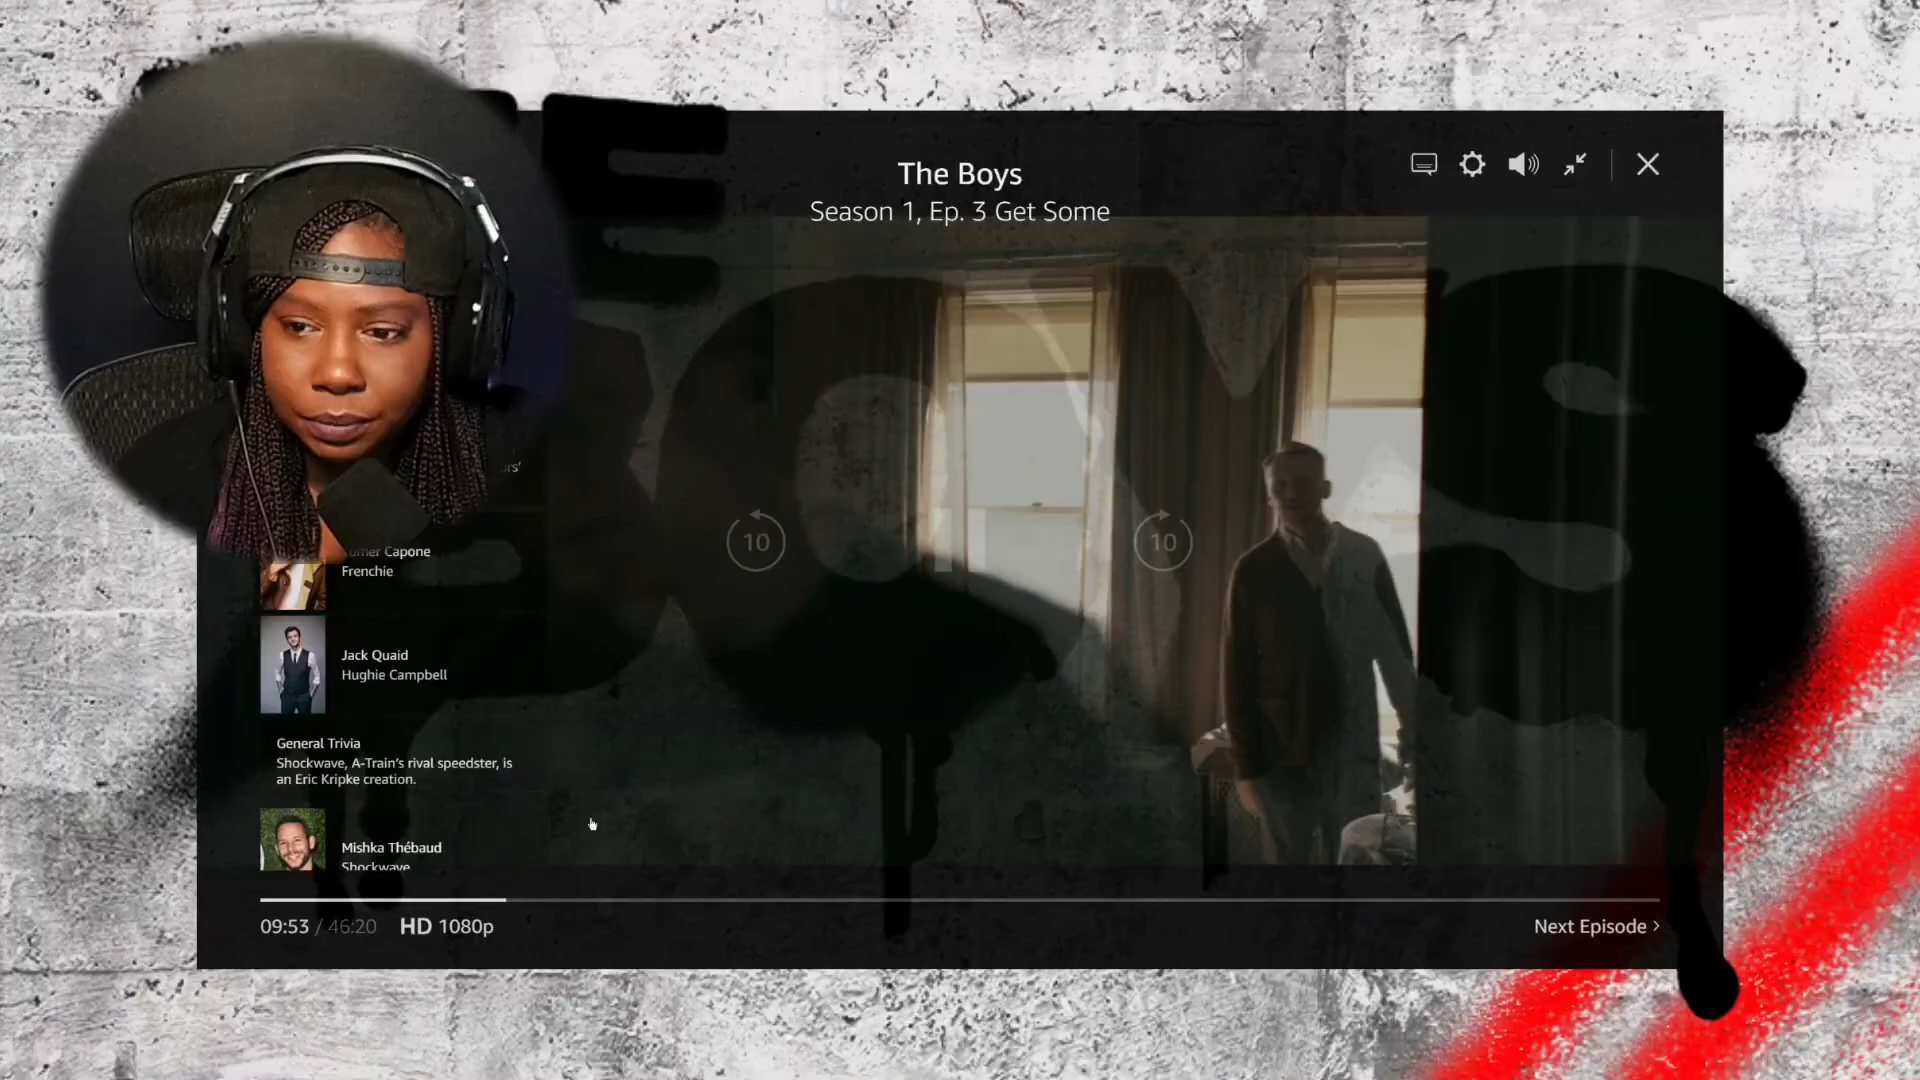 The Boys
Season 1, Ep. 3 Get Some
ors'
10
10
omer Capone
Frenchie
Jack Quaid
Hughie Campbell
General Trivia
Shockwave, A-Train's rival speedster, is
an Eric Kripke creation.
Mishka Thébaud
Shockwave
09:53 / 46:20 HD 1080p
Next Episode >